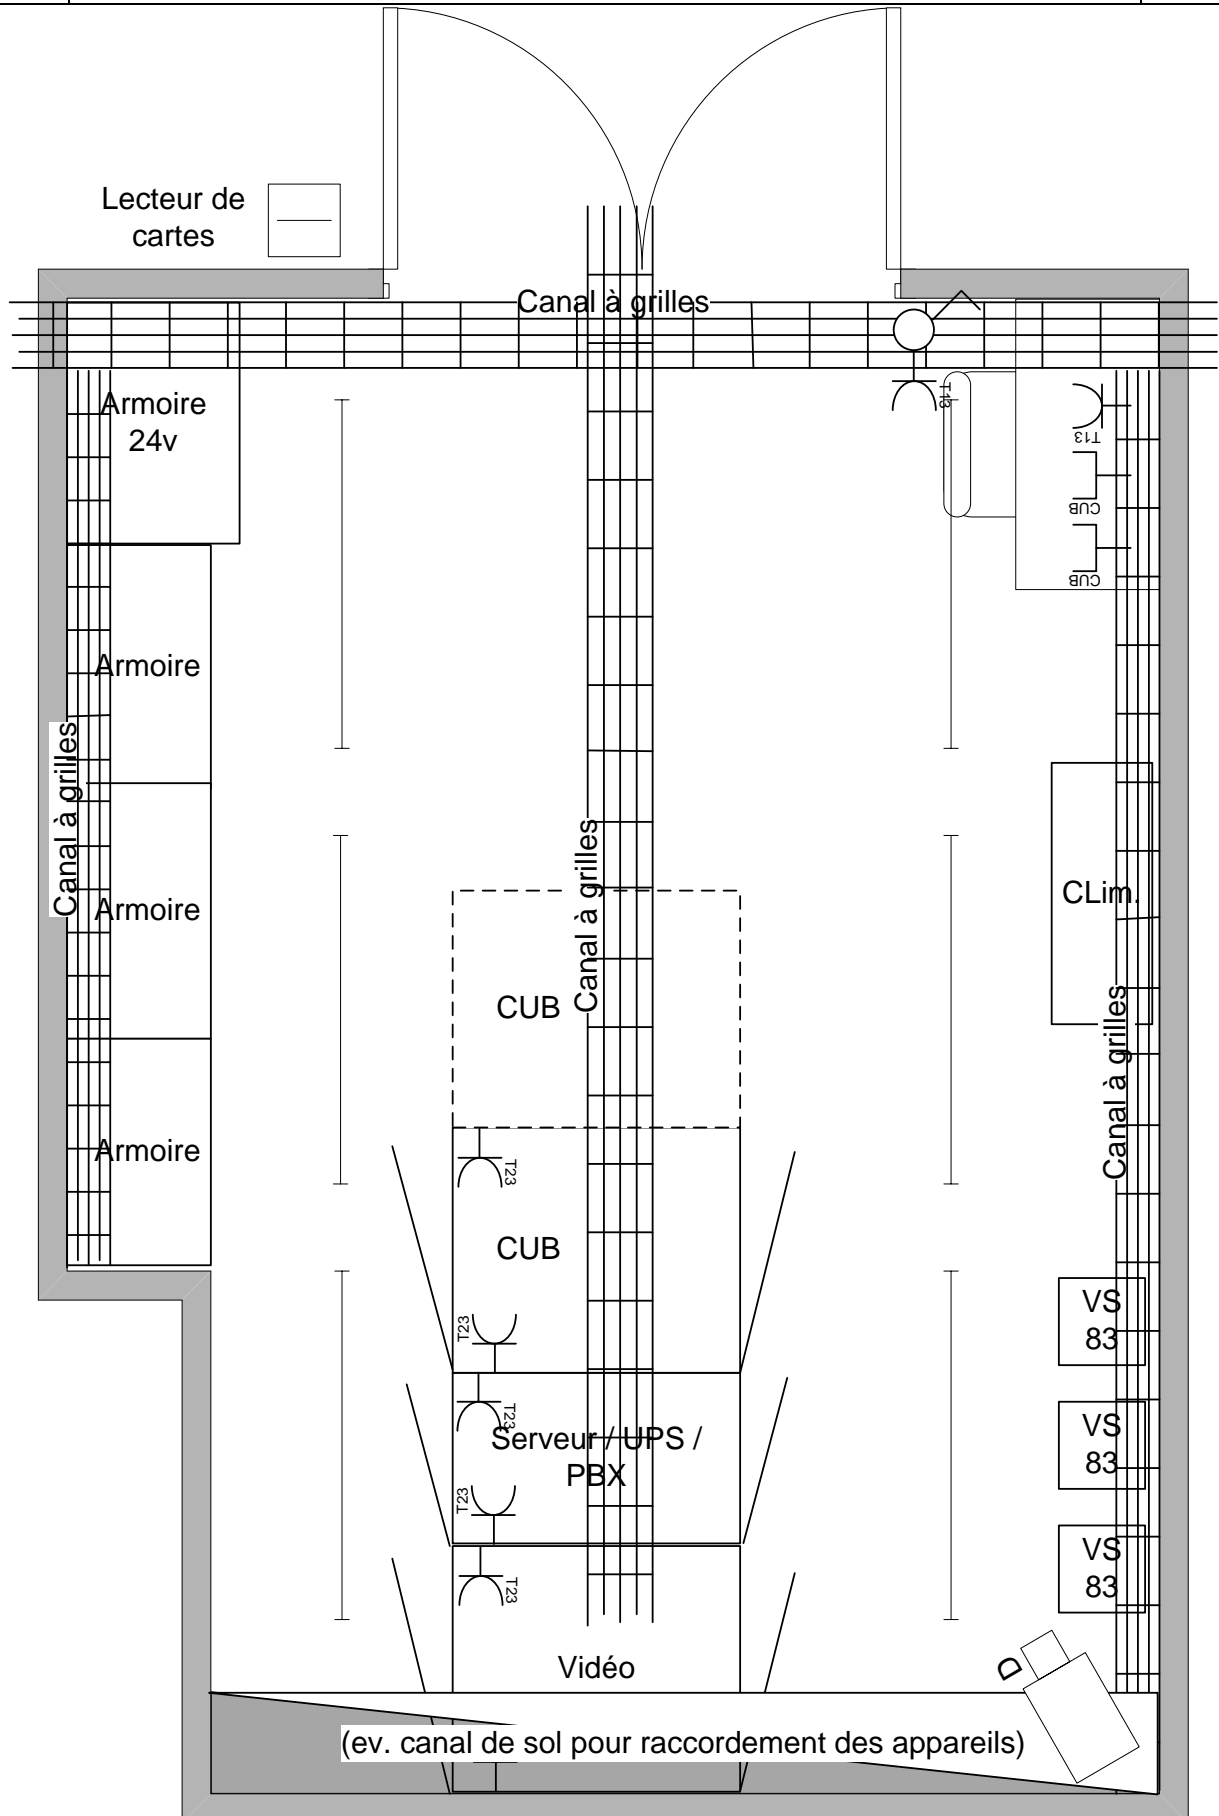 Lecteur de
cartes
Canal à grilles
Armoire
24v
T13
T13
CUB
CUB
Armoire
Canal à grilles
Armoire
Canal à grilles
CLim.
CUB
Canal à grilles
Armoire
T23
CUB
T23
VS
83
T23
Serveur / UPS /
PBX
VS
83
T23
VS
83
T23
Vidéo
D
(ev. canal de sol pour raccordement des appareils)